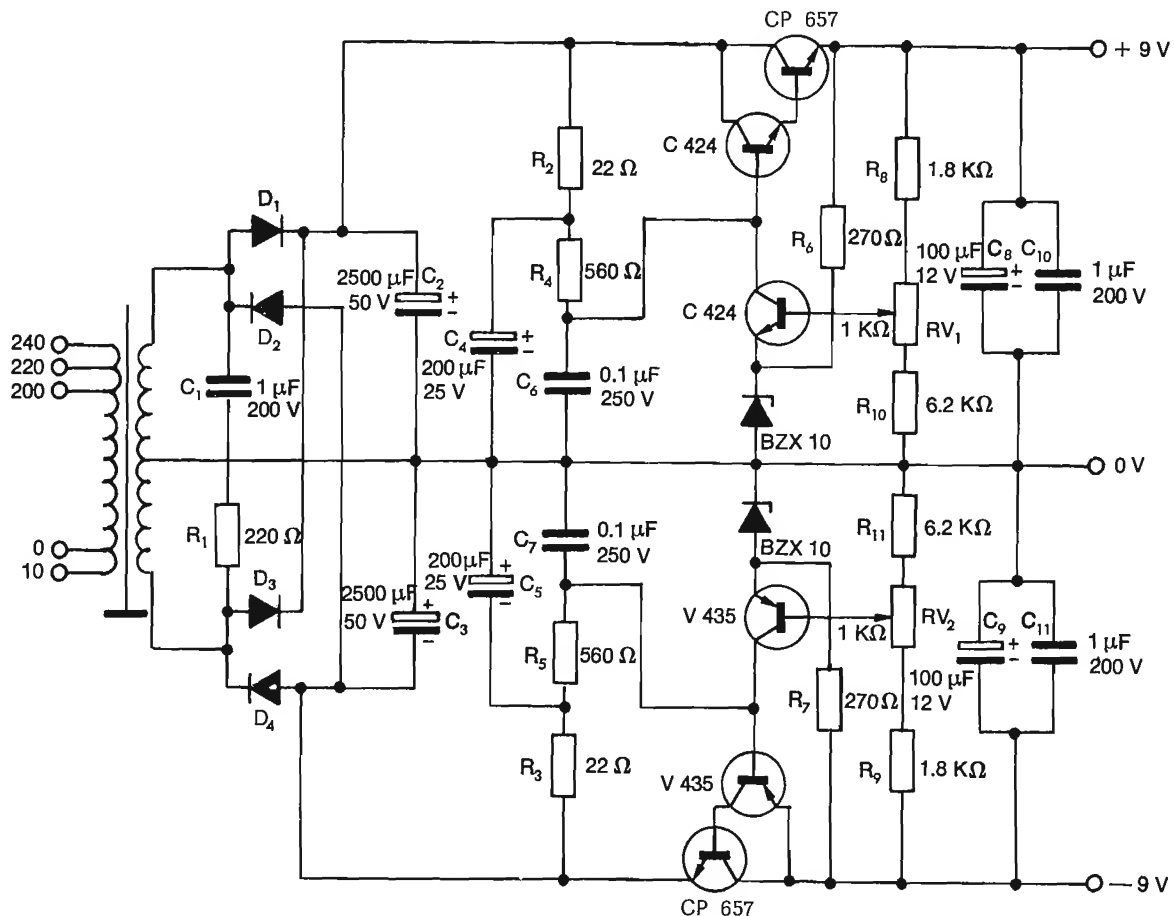 CP 657
+ 9 V
C 424
R₂
22 Ω
R₈
1.8 KΩ
D₁
R₆
270 Ω
2500 µF
50 V
C₂
+
−
R₄
560 Ω
100 µF
12 V
C₈
+
−
C₁₀
1 µF
200 V
D₂
C 424
1 KΩ
RV₁
240
220
200
C₁
1 µF
200 V
C₄
+
−
200 µF
25 V
C₆
0.1 µF
250 V
R₁₀
6.2 KΩ
BZX 10
0 V
R₁
220 Ω
C₇
0.1 µF
250 V
BZX 10
R₁₁
6.2 KΩ
0
10
D₃
2500 µF
50 V
+
−
C₃
200 µF
25 V
+
−
C₅
V 435
1 KΩ
RV₂
C₉
+
−
C₁₁
1 µF
200 V
100 µF
12 V
R₅
560 Ω
R₇
270 Ω
D₄
R₃
22 Ω
V 435
R₉
1.8 KΩ
− 9 V
CP 657